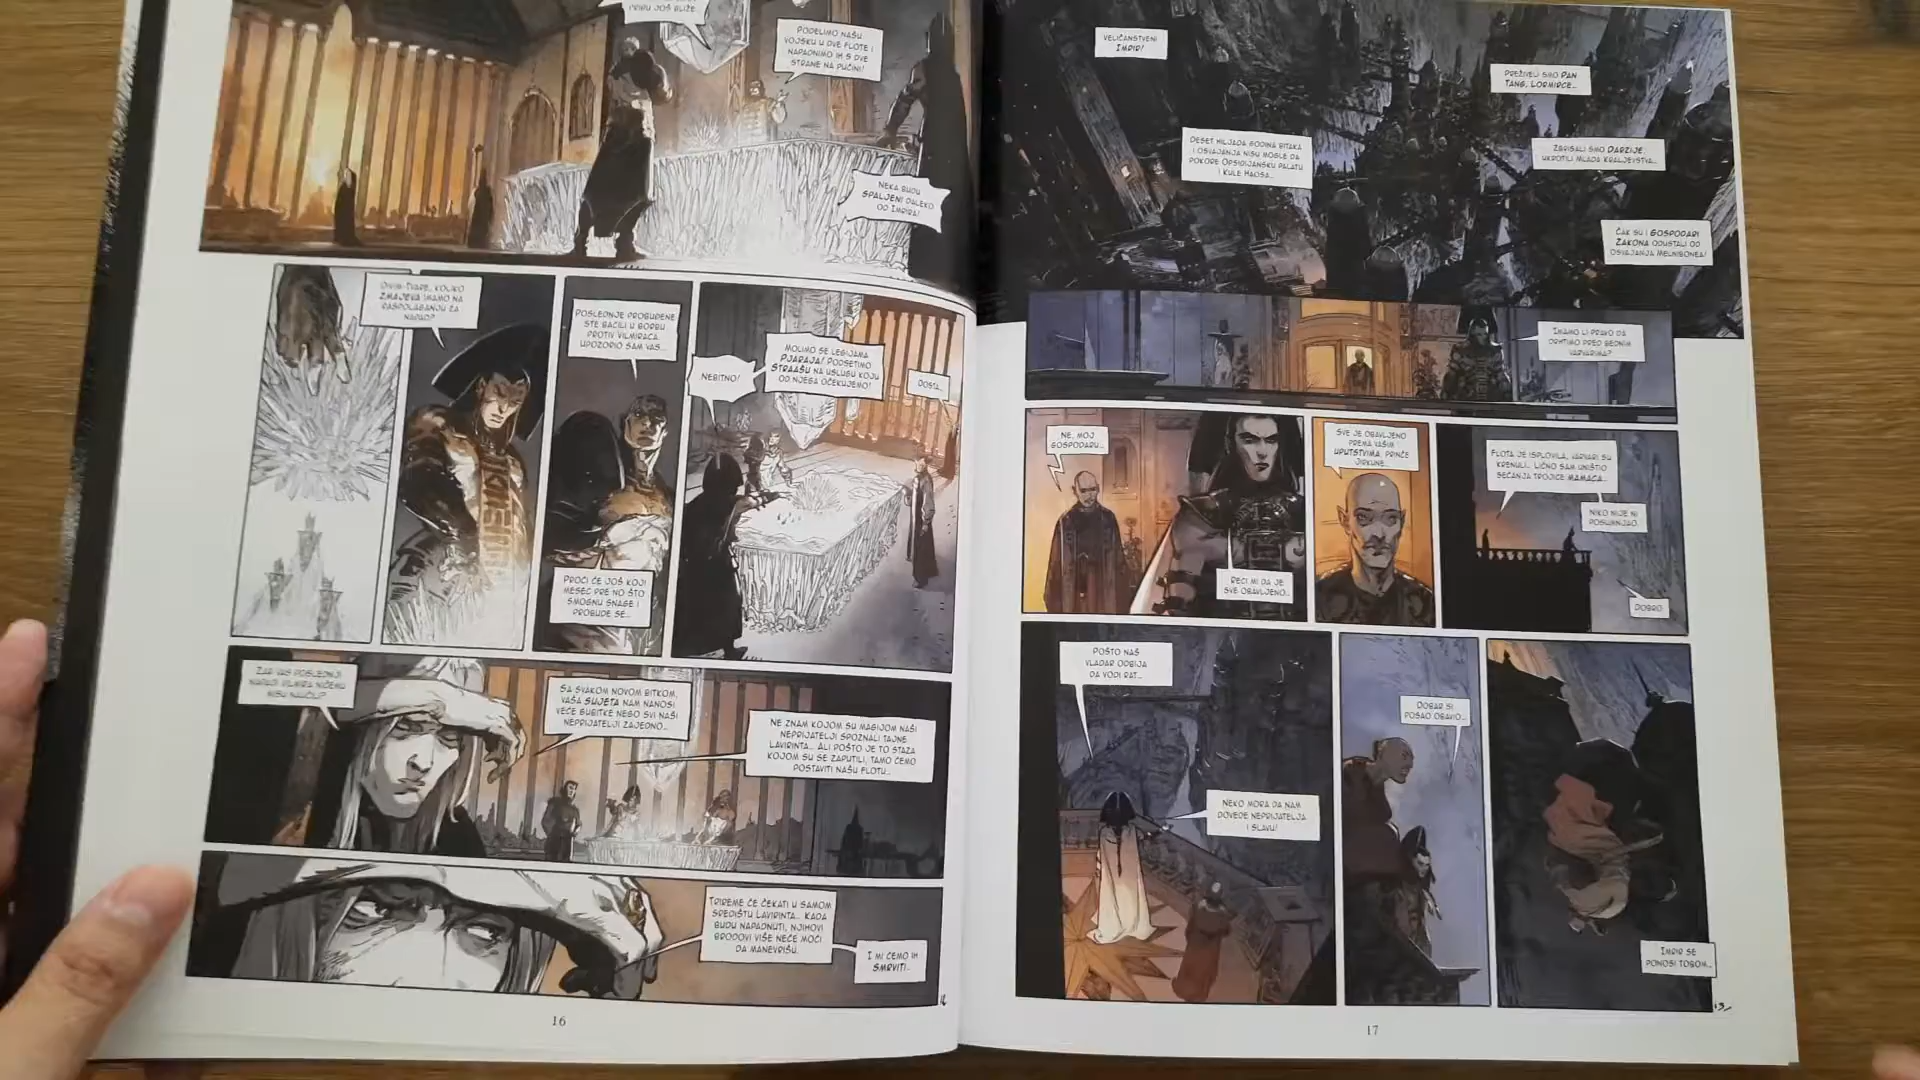 PRIĐU JOŠ BLIŽE.
PODELIMO NAŠU
VOJSKU U DVE FLOTE I
NAPADNIMO IH S DVE
STRANE NA PUČINI!
NEKA BUDU
SPALJENI DALEKO
OD IMRIRA!
DIVIM-TVARE, KOLIKO
ZMAJEVA IMAMO NA
RASPOLAGANJU ZA
NAPAD?
POSLEDNJE PROBUĐENE
STE BACILI U BORBU
PROTIV VILMIRACA.
UPOZORIO SAM VAS...
PROĆI ĆE JOŠ KOJI
MESEC PRE NO ŠTO
SMOGNU SNAGE I
PROBUDE SE...
NEBITNO!
MOLIMO SE LEGIJAMA
PJARAJA! PODSETIMO
STRAAŠU NA USLUGU KOJU
OD NJEGA OČEKUJEMO!
DOSTA.
ZAR VAS POSLEDNJI
NAPADI VILMIRA NIČEMU
NISU NAUČILI?
SA SVAKOM NOVOM BITKOM,
VAŠA SUJETA NAM NANOSI
VEĆE GUBITKE NEGO SVI NAŠI
NEPRIJATELJI ZAJEDNO...
NE ZNAM KOJOM SU MAGIJOM NAŠI
NEPRIJATELJI SPOZNALI TAJNE
LAVIRINTA... ALI POŠTO JE TO STAZA
KOJOM SU SE ZAPUTILI, TAMO ĆEMO
POSTAVITI NAŠU FLOTU...
TRIREME ĆE ČEKATI U SAMOM
SREDIŠTU LAVIRINTA... KADA
BUDU NAPADNUTI, NJIHOVI
BRODOVI VIŠE NEĆE MOĆI
DA MANEVRIŠU.
I MI ĆEMO IH
SMRVITI.
16
VELIČANSTVENI
IMRIR!
DESET HILJADA GODINA BITAKA
I OSVAJANJA NISU MOGLE DA
POKORE OPSIDIJANSKU PALATU
I KULE HAOSA...
PREŽIVELI SMO PAN
TANG, LORMIRCE...
ZBRISALI SMO DARZIJE,
UKROTILI MLADA KRALJEVSTVA...
ČAK SU I GOSPODARI
ZAKONA ODUSTALI OD
OSVAJANJA MELNIBONEA!
IMAMO LI PRAVO DA
DRHTIMO PRED BEDNIM
VARVARIMA?
NE, MOJ
GOSPODARU...
RECI MI DA JE
SVE OBAVLJENO...
SVE JE OBAVLJENO
PREMA VAŠIM
UPUTSTVIMA, PRINČE
JIRKUNE...
FLOTA JE ISPLOVILA, VARVARI SU
KRENULI... LIČNO SAM UNIŠTIO
SEĆANJA TROJICE MAMACA...
NIKO NIJE NI
POSUMNJAO.
DOBRO.
POŠTO NAŠ
VLADAR ODBIJA
DA VODI RAT...
NEKO MORA DA NAM
DOVEDE NEPRIJATELJA
I SLAVU!
DOBAR SI
POSAO OBAVIO...
IMRIR SE
PONOSI TOBOM...
17